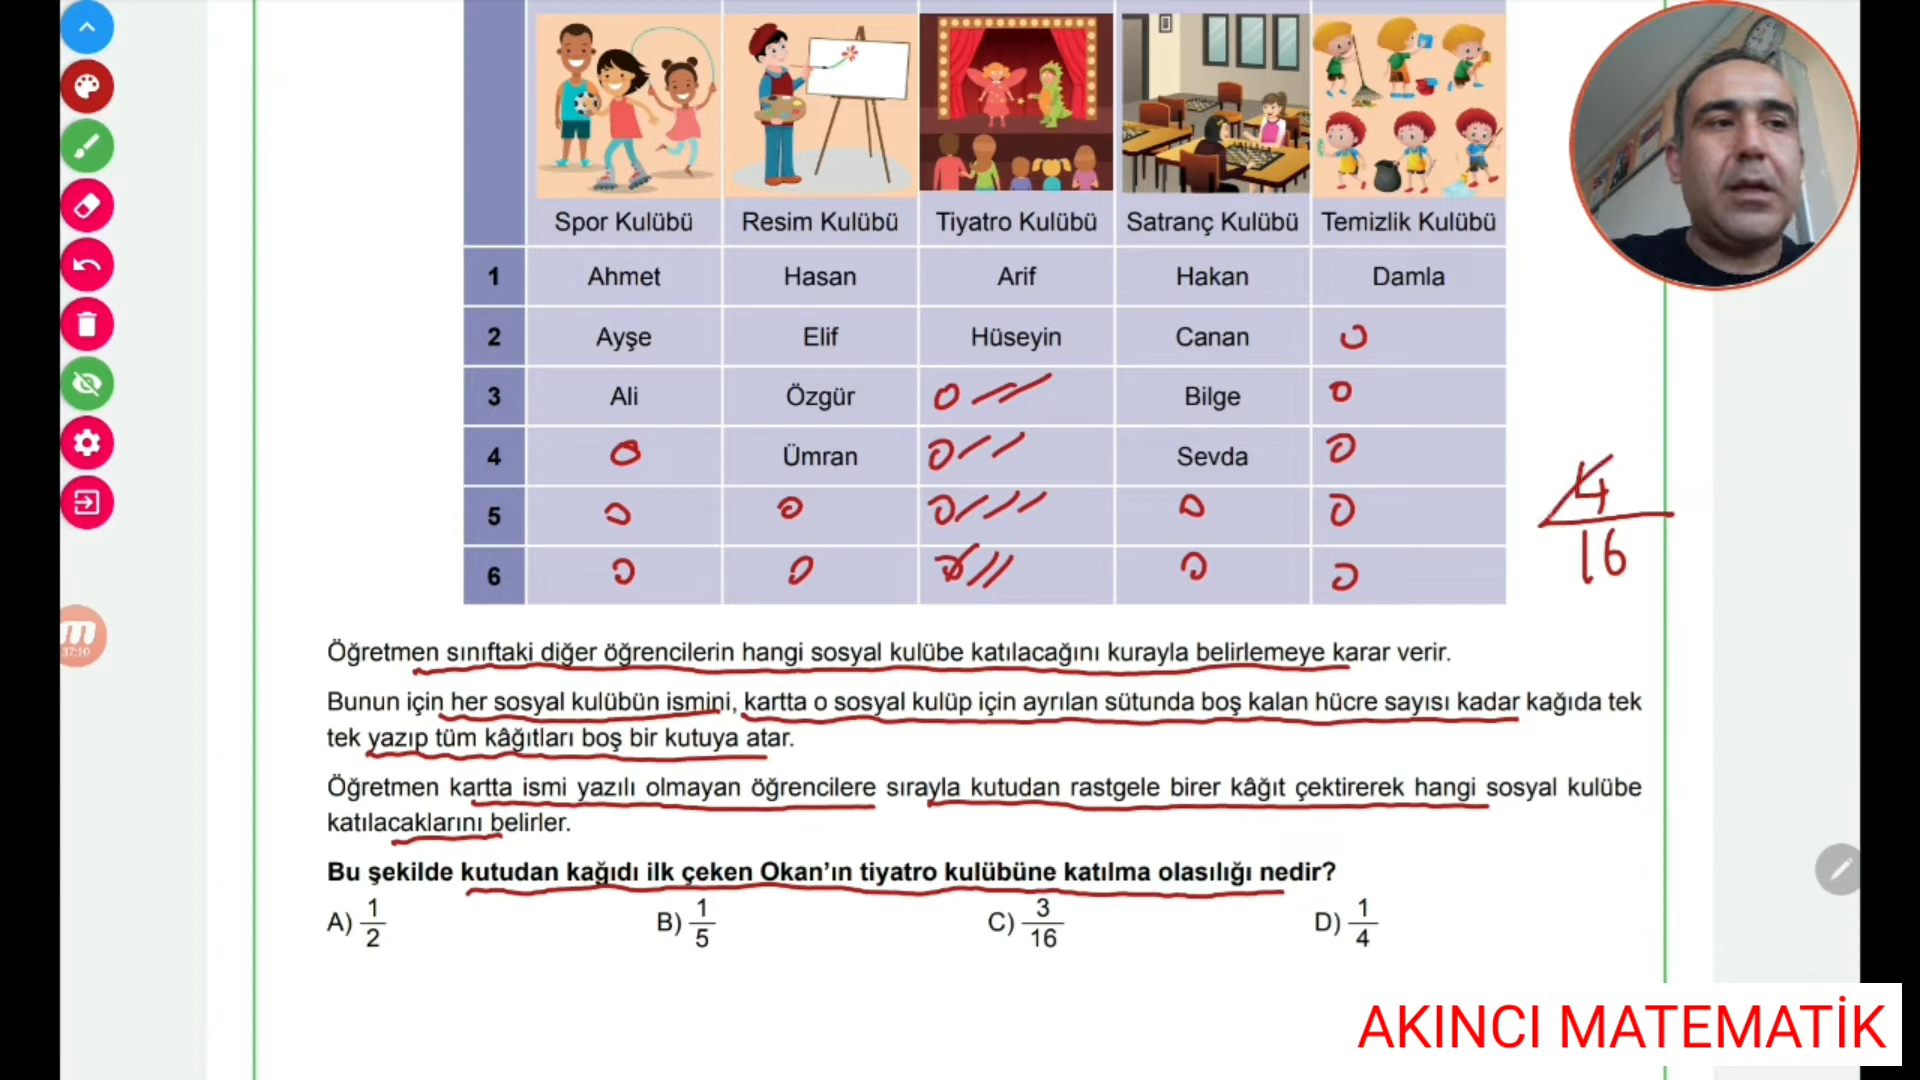 Spor Kulübü Resim Kulübü Tiyatro Kulübü Satranç Kulübü Temizlik Kulübü
1 Ahmet Hasan Arif Hakan Damla
2 Ayşe Elif Hüseyin Canan
3 Ali Özgür Bilge
4 Ümran Sevda
5
6
4
16
m
37:10
Öğretmen sınıftaki diğer öğrencilerin hangi sosyal kulübe katılacağını kurayla belirlemeye karar verir.
Bunun için her sosyal kulübün ismini, kartta o sosyal kulüp için ayrılan sütunda boş kalan hücre sayısı kadar kağıda tek
tek yazıp tüm kâğıtları boş bir kutuya atar.
Öğretmen kartta ismi yazılı olmayan öğrencilere sırayla kutudan rastgele birer kâğıt çektirerek hangi sosyal kulübe
katılacaklarını belirler.
Bu şekilde kutudan kağıdı ilk çeken Okan'ın tiyatro kulübüne katılma olasılığı nedir?
A) 1/2 B) 1/5 C) 3/16 D) 1/4
AKINCI MATEMATİK